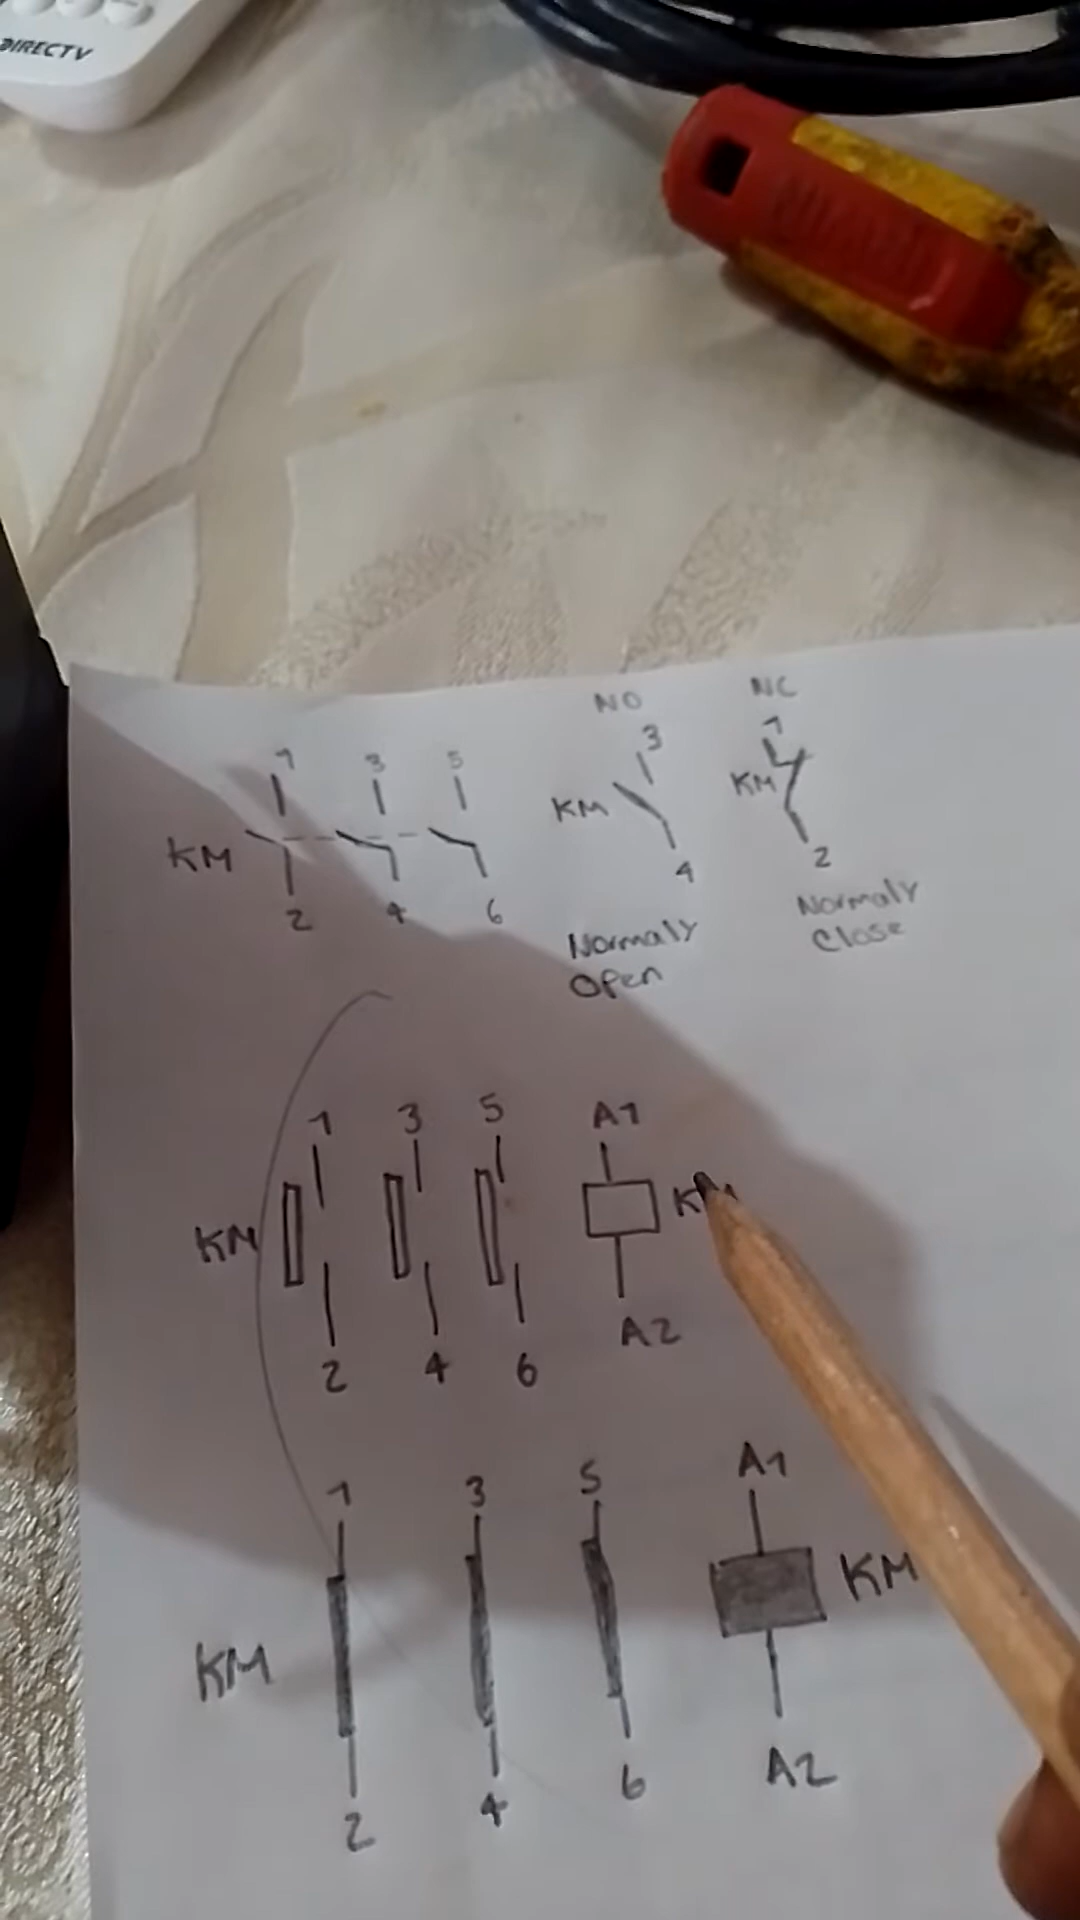 DIRECTV
NO NC
1 3 5 3 1
KM KM KM
2 4 6 4 2
Normaly
Open
Normaly
Close
1 3 5 A1
KM KM
2 4 6 A2
1 3 5 A1
KM KM
2 4 6 A2